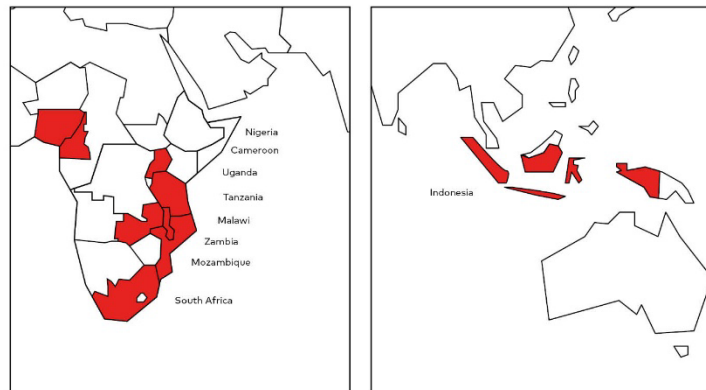 Nigeria
Cameroon
Uganda
Tanzania
Malawi
Zambia
Mozambique
South Africa
Indonesia